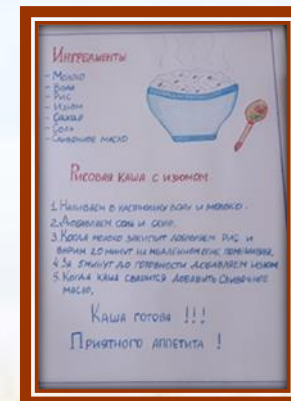 Ингредиенты
- Молоко
- Вода
- Рис
- Изюм
- Сахар
- Соль
- Сливочное масло
Рисовая каша с изюмом
1. Наливаем в кастрюльку воду и молоко.
2. Добавляем соль и сахар.
3. Когда молоко закипит добавляем рис и
варим 20 минут на медленном огне, помешивая.
4. За 5 минут до готовности добавляем изюм
5. Когда каша сварится добавить сливочное
масло.
Каша готова !!!
Приятного аппетита !